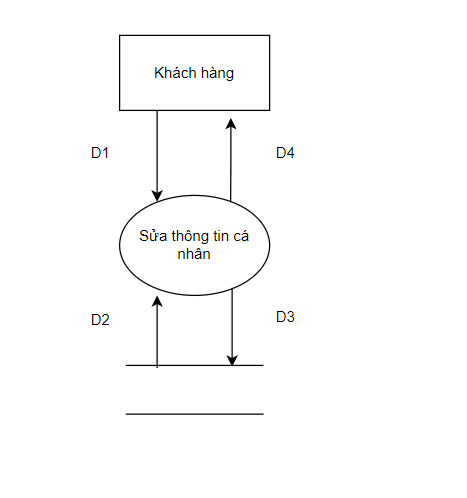 Khách hàng
D1
D4
Sửa thông tin cá
nhân
D2
D3